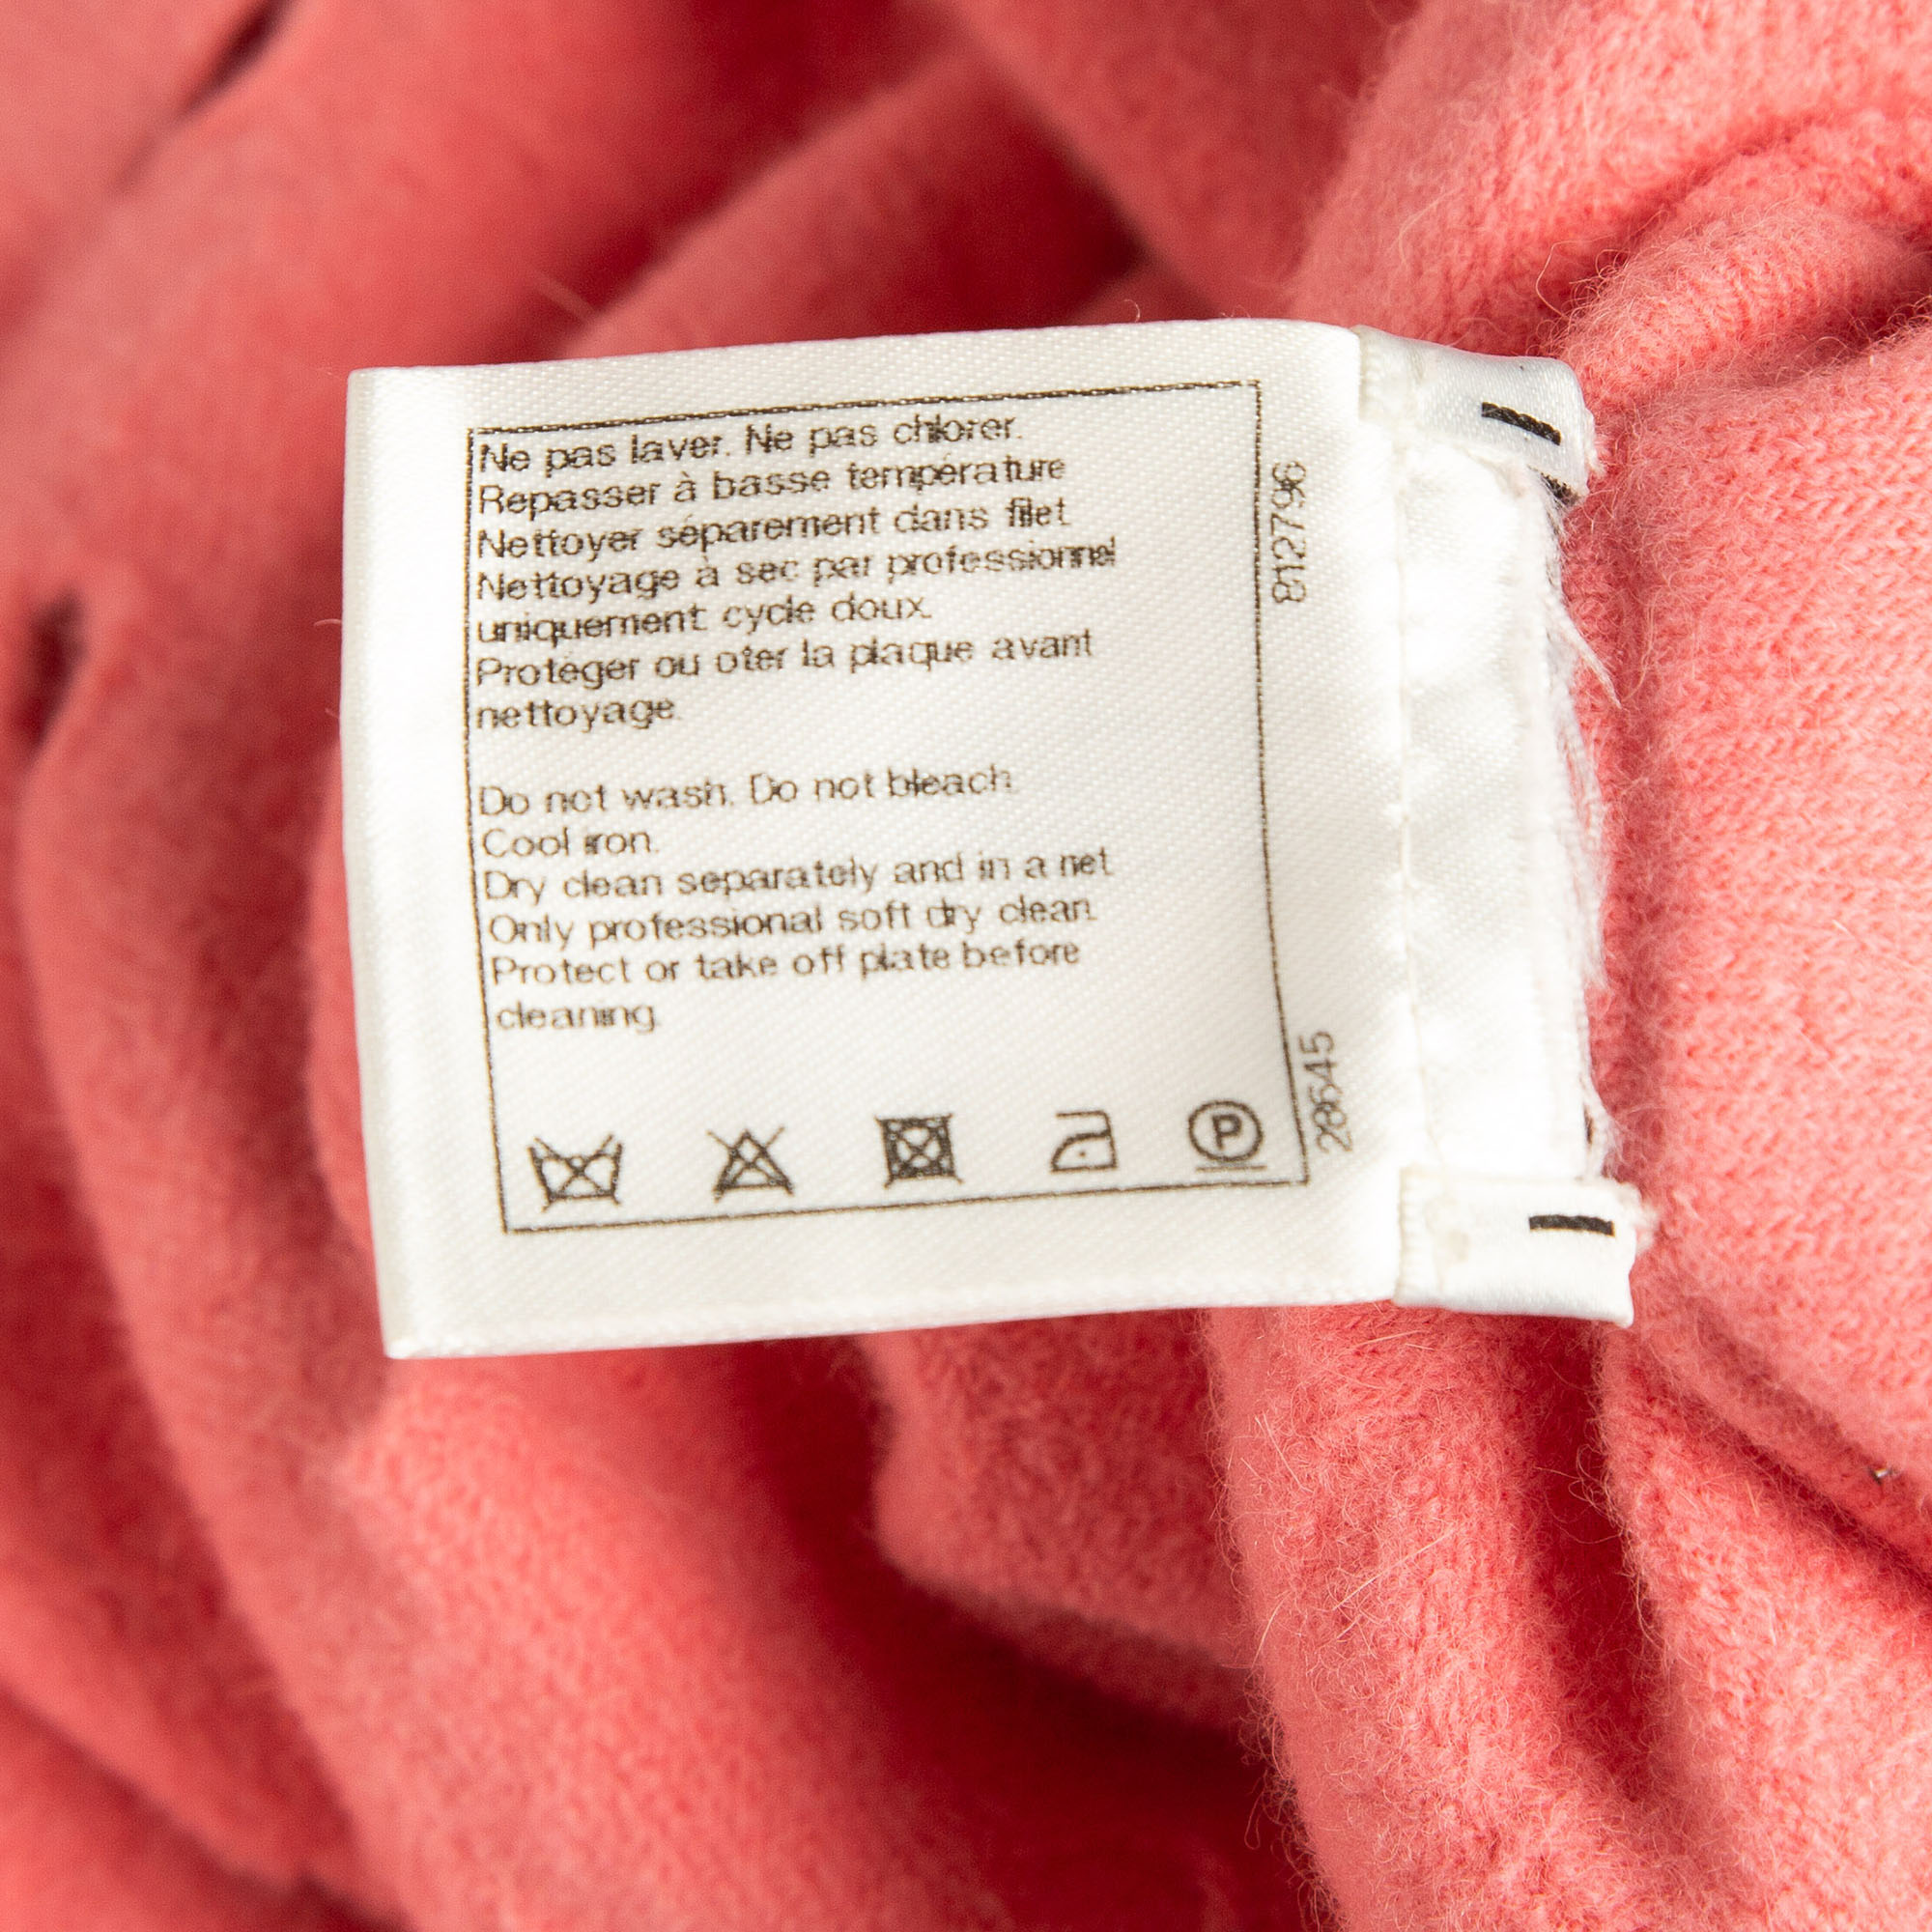 Ne pas laver. Ne pas chlorer.
Repasser à basse température
Nettoyer séparement dans filet
Nettoyage à sec par professionnel
uniquement cycle doux.
Protéger ou oter la plaque avant
nettoyage.
Do not wash. Do not bleach.
Cool iron.
Dry clean separately and in a net
Only professional soft dry clean.
Protect or take off plate before
cleaning.
P
812796
28645